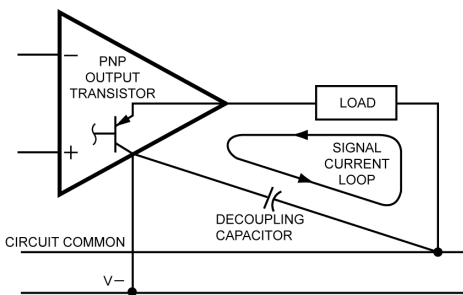 PNP
OUTPUT
TRANSISTOR
−
+
LOAD
SIGNAL
CURRENT
LOOP
DECOUPLING
CAPACITOR
CIRCUIT COMMON
V−